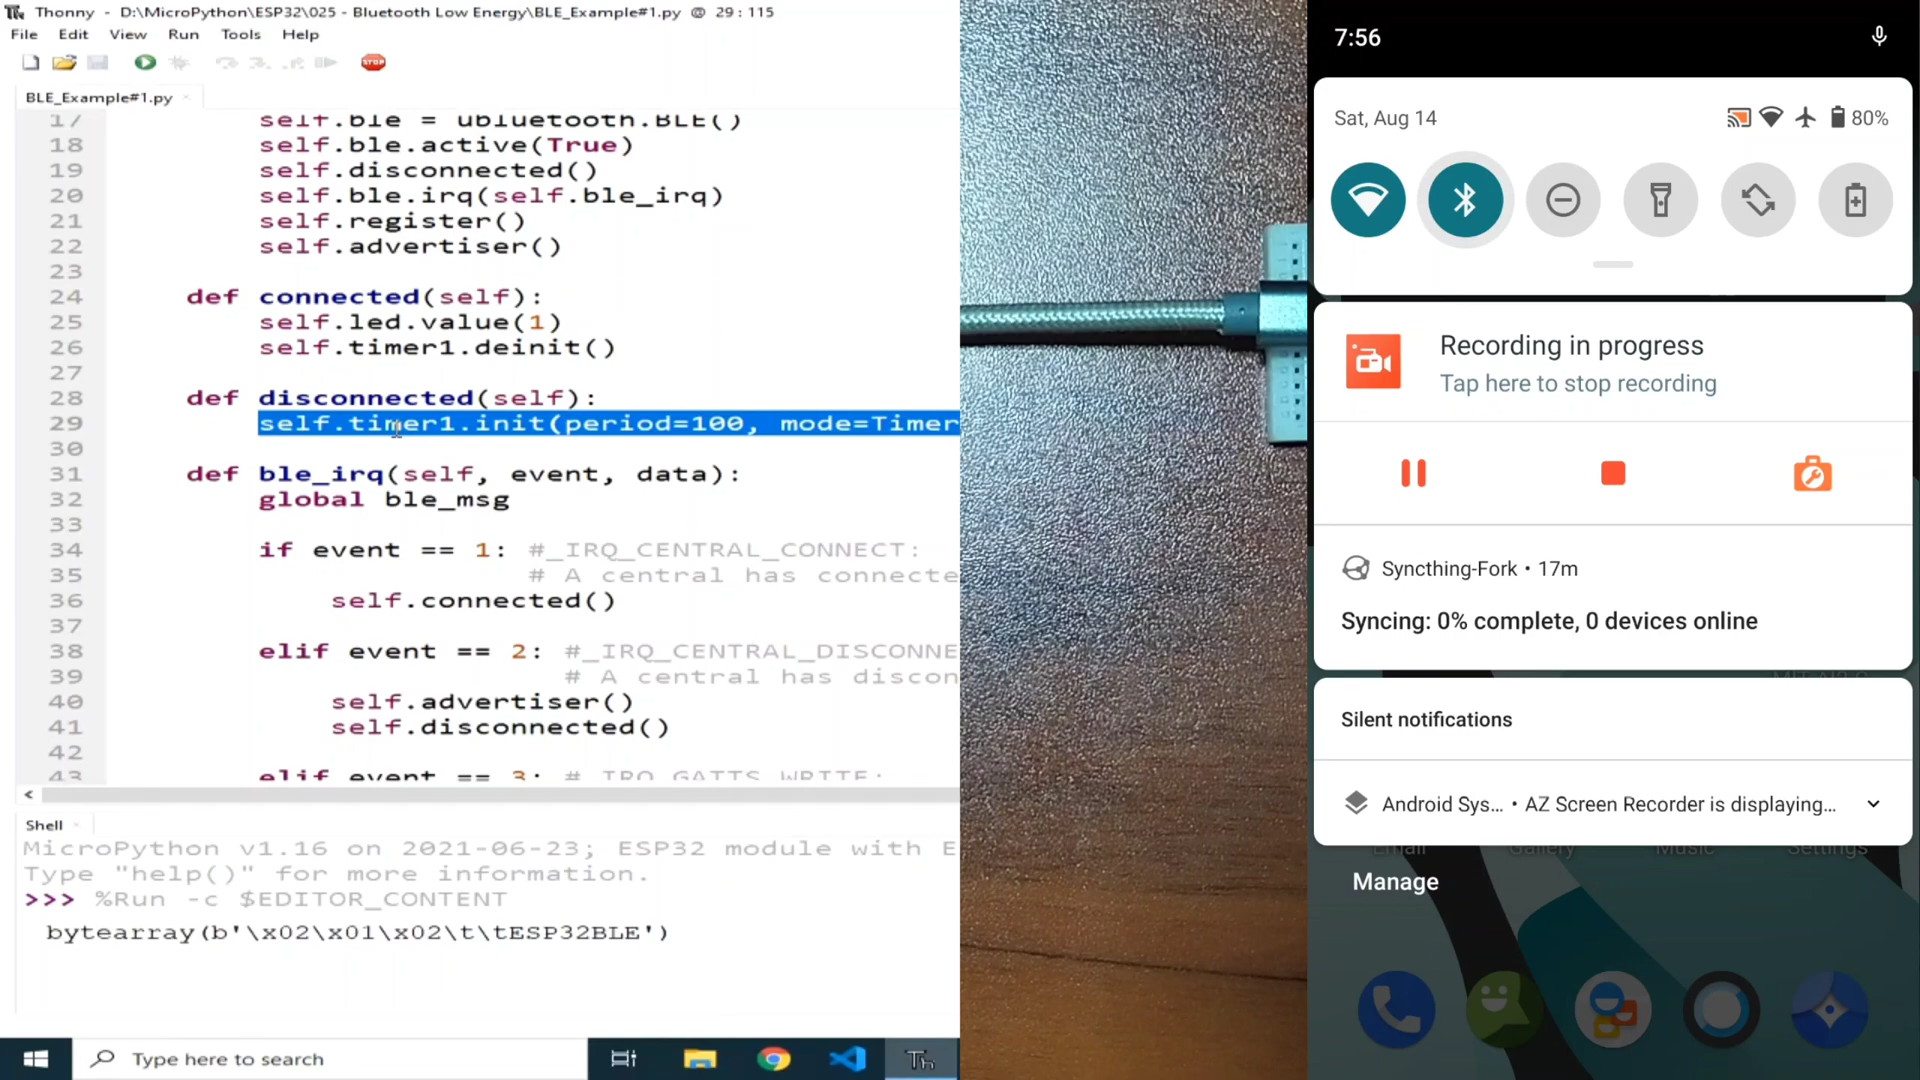 Thonny - D:\MicroPython\ESP32\025 - Bluetooth Low Energy\BLE_Example#1.py @ 29 : 115
File Edit View Run Tools Help
BLE_Example#1.py
17 self.ble = ubluetooth.BLE()
18 self.ble.active(True)
19 self.disconnected()
20 self.ble.irq(self.ble_irq)
21 self.register()
22 self.advertiser()
23
24 def connected(self):
25 self.led.value(1)
26 self.timer1.deinit()
27
28 def disconnected(self):
29 self.timer1.init(period=100, mode=Timer
30
31 def ble_irq(self, event, data):
32 global ble_msg
33
34 if event == 1: #_IRQ_CENTRAL_CONNECT:
35 # A central has connecte
36 self.connected()
37
38 elif event == 2: #_IRQ_CENTRAL_DISCONNE
39 # A central has discon
40 self.advertiser()
41 self.disconnected()
42
43 elif event == 3: #_IRQ_GATTS_WRITE:
Shell
MicroPython v1.16 on 2021-06-23; ESP32 module with E
Type "help()" for more information.
>>> %Run -c $EDITOR_CONTENT
bytearray(b'\x02\x01\x02\t\tESP32BLE')
Type here to search
7:56
Sat, Aug 14
80%
Recording in progress
Tap here to stop recording
Syncthing-Fork • 17m
Syncing: 0% complete, 0 devices online
Silent notifications
Android Sys... • AZ Screen Recorder is displaying...
Email Gallery Music Settings
Manage